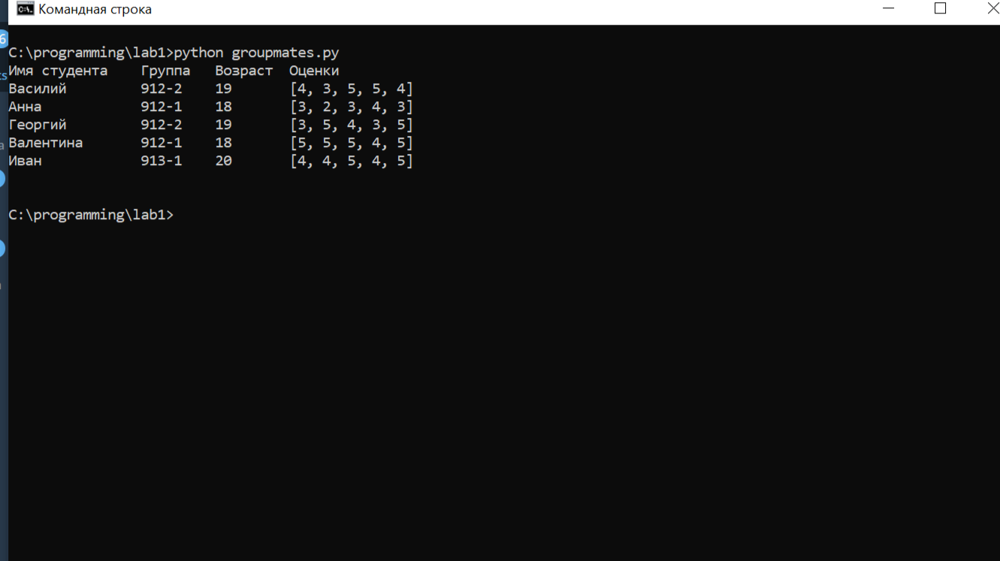 Командная строка
C:\programming\lab1>python groupmates.py
Имя студента    Группа   Возраст  Оценки
Василий         912-2    19       [4, 3, 5, 5, 4]
Анна            912-1    18       [3, 2, 3, 4, 3]
Георгий         912-2    19       [3, 5, 4, 3, 5]
Валентина       912-1    18       [5, 5, 5, 4, 5]
Иван            913-1    20       [4, 4, 5, 4, 5]
C:\programming\lab1>